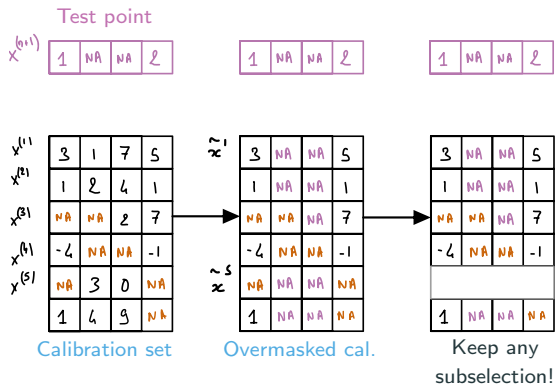 Test point
x⁽ⁿ⁺¹⁾ 1 NA NA 2 1 NA NA 2 1 NA NA 2
x⁽¹⁾ 3 1 7 5 x̃¹ 3 NA NA 5 3 NA NA 5
x⁽²⁾ 1 2 4 1 1 NA NA 1 1 NA NA 1
x⁽³⁾ NA NA 2 7 NA NA NA 7 NA NA NA 7
x⁽⁴⁾ -4 NA NA -1 -4 NA NA -1 -4 NA NA -1
x⁽⁵⁾ NA 3 0 NA x̃⁵ NA NA NA NA
1 4 9 NA 1 NA NA NA 1 NA NA NA
Calibration set Overmasked cal. Keep any
subselection!